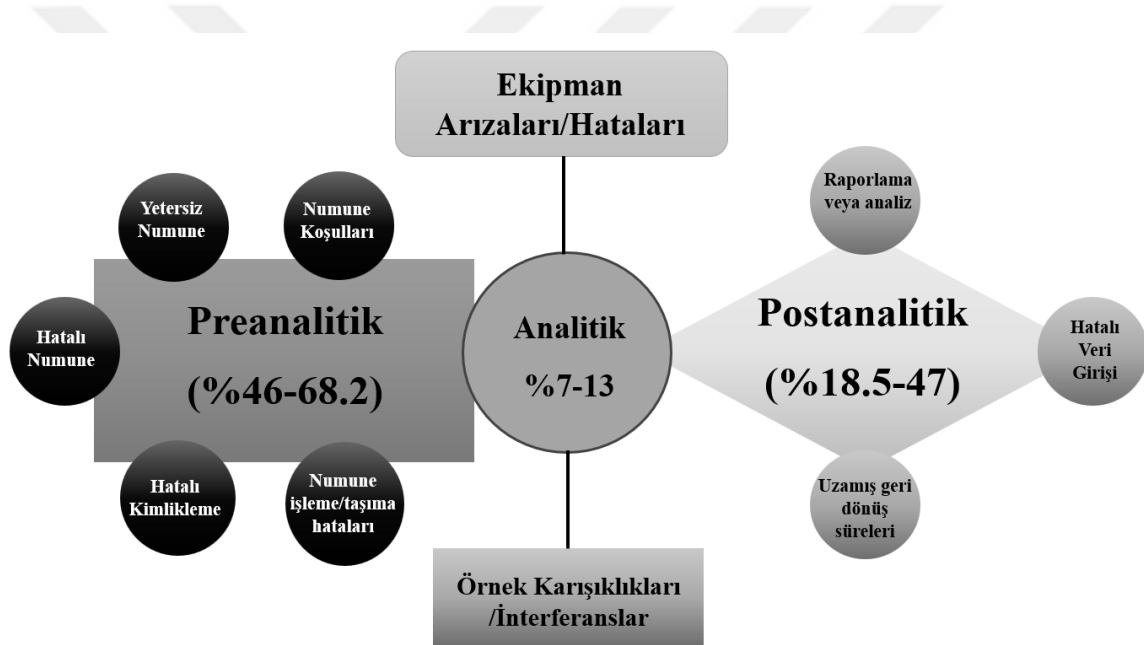 Ekipman
Arızaları/Hataları
Yetersiz
Numune
Numune
Koşulları
Hatalı
Numune
Preanalitik
(%46-68.2)
Hatalı
Kimlikleme
Numune
işleme/taşıma
hataları
Analitik
%7-13
Örnek Karışıklıkları
/İnterferanslar
Raporlama
veya analiz
Postanalitik
(%18.5-47)
Hatalı
Veri
Girişi
Uzamış geri
dönüş
süreleri